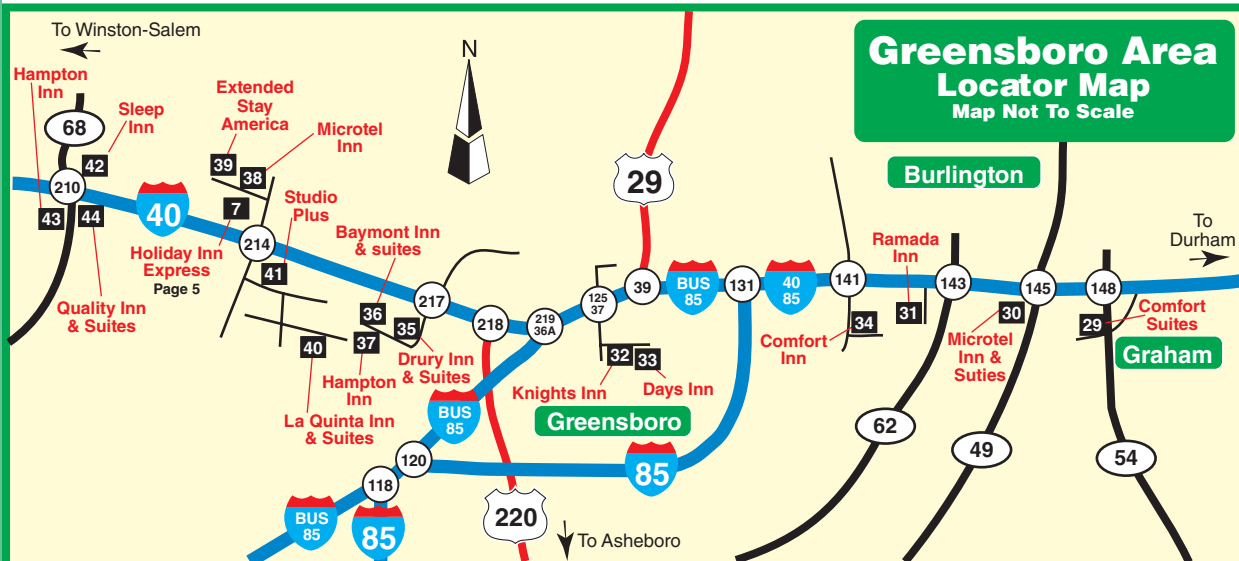 Greensboro Area
Locator Map
Map Not To Scale
To Winston-Salem
N
Hampton
Inn
68
Sleep
Inn
42
210
43
44
40
Quality Inn
& Suites
Extended
Stay
America
39
Microtel
Inn
38
7
Holiday Inn
Express
Page 5
214
Studio
Plus
41
Baymont Inn
& suites
36
35
37
40
Hampton
Inn
La Quinta Inn
& Suites
Drury Inn
& Suites
217
218
219
36A
BUS
85
120
118
BUS
85
85
220
To Asheboro
29
125
37
39
BUS
85
131
40
85
32
33
Knights Inn
Days Inn
Greensboro
85
Burlington
141
34
Comfort
Inn
Ramada
Inn
31
143
145
30
Microtel
Inn &
Suties
148
29
Comfort
Suites
Graham
To
Durham
62
49
54